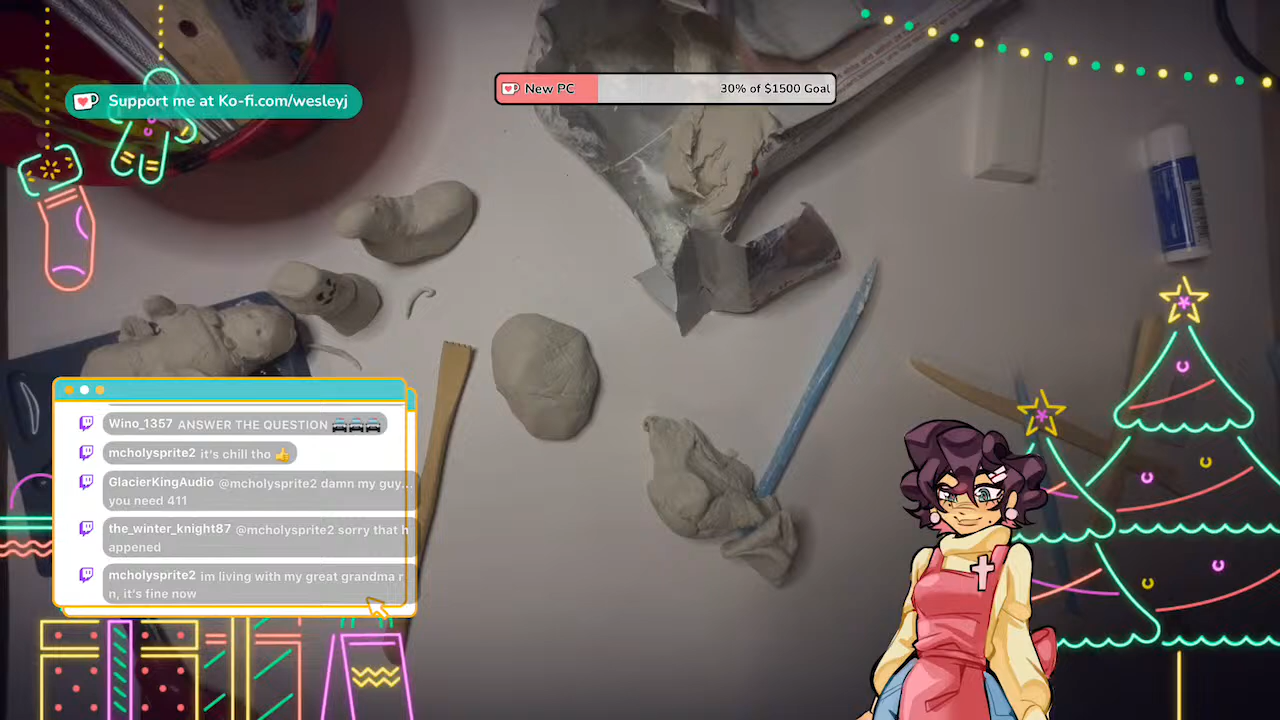 Support me at Ko-fi.com/wesleyj
New PC
30% of $1500 Goal
Wino_1357 ANSWER THE QUESTION 🚔🚔🚔
mcholysprite2 it's chill tho 👍
GlacierKingAudio @mcholysprite2 damn my guy...
you need 411
the_winter_knight87 @mcholysprite2 sorry that h
appened
mcholysprite2 im living with my great grandma r
n, it's fine now